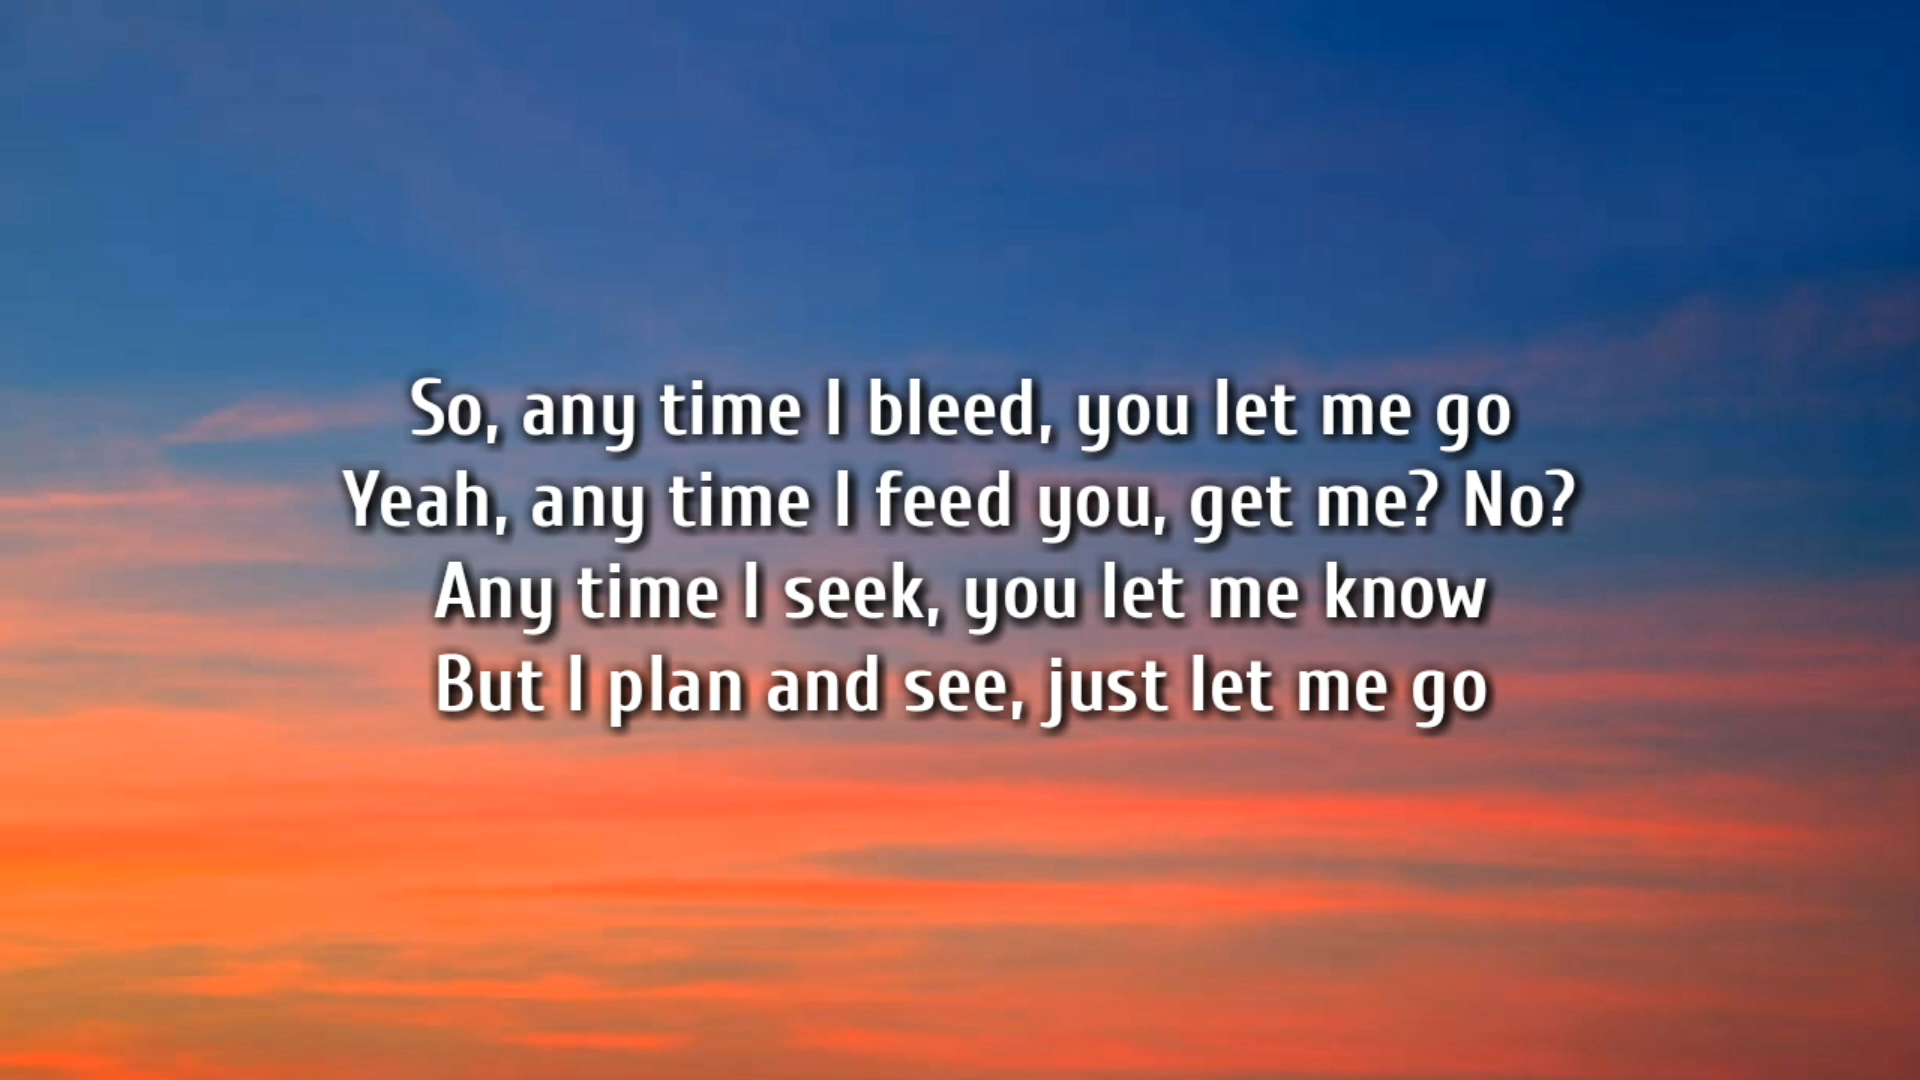 So, any time I bleed, you let me go
Yeah, any time I feed you, get me? No?
Any time I seek, you let me know
But I plan and see, just let me go